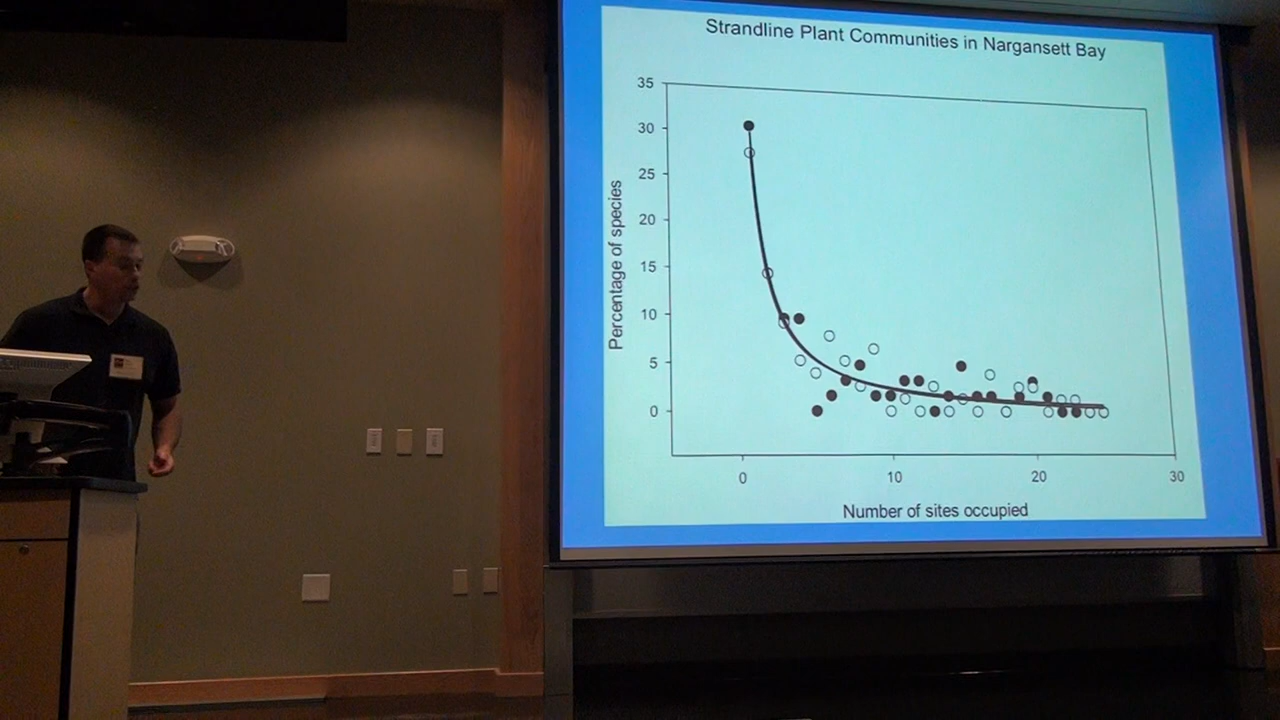 Strandline Plant Communities in Nargansett Bay
35
30
25
20
15
10
5
0
Percentage of species
0 10 20 30
Number of sites occupied